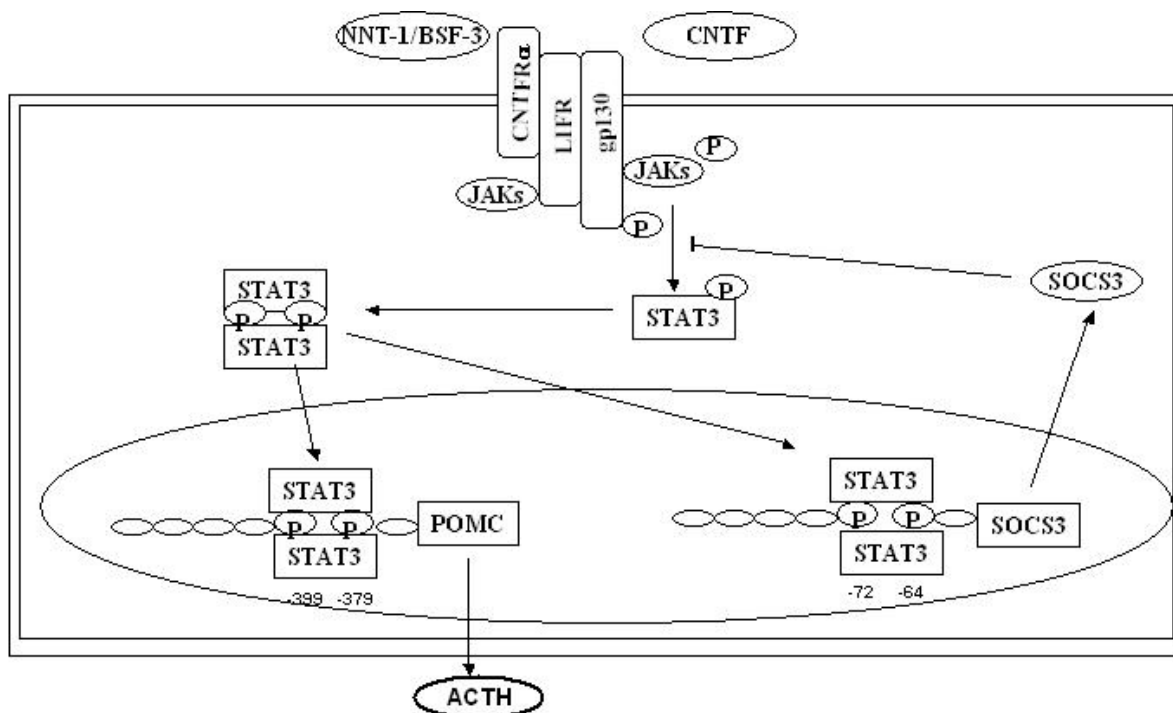 NNT-1/BSF-3
CNTF
CNTFRα
LIFR
gp130
P
JAKs
JAKs
P
P
STAT3
SOCS3
STAT3
P P
STAT3
STAT3
P P
STAT3
POMC
-399 -379
STAT3
P P
STAT3
SOCS3
-72 -64
ACTH